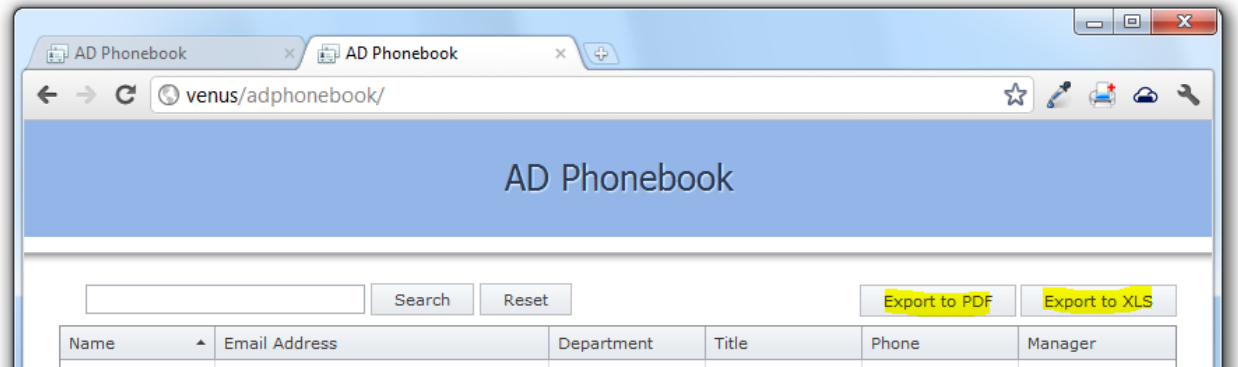 AD Phonebook AD Phonebook
venus/adphonebook/
AD Phonebook
Search Reset Export to PDF Export to XLS
Name Email Address Department Title Phone Manager